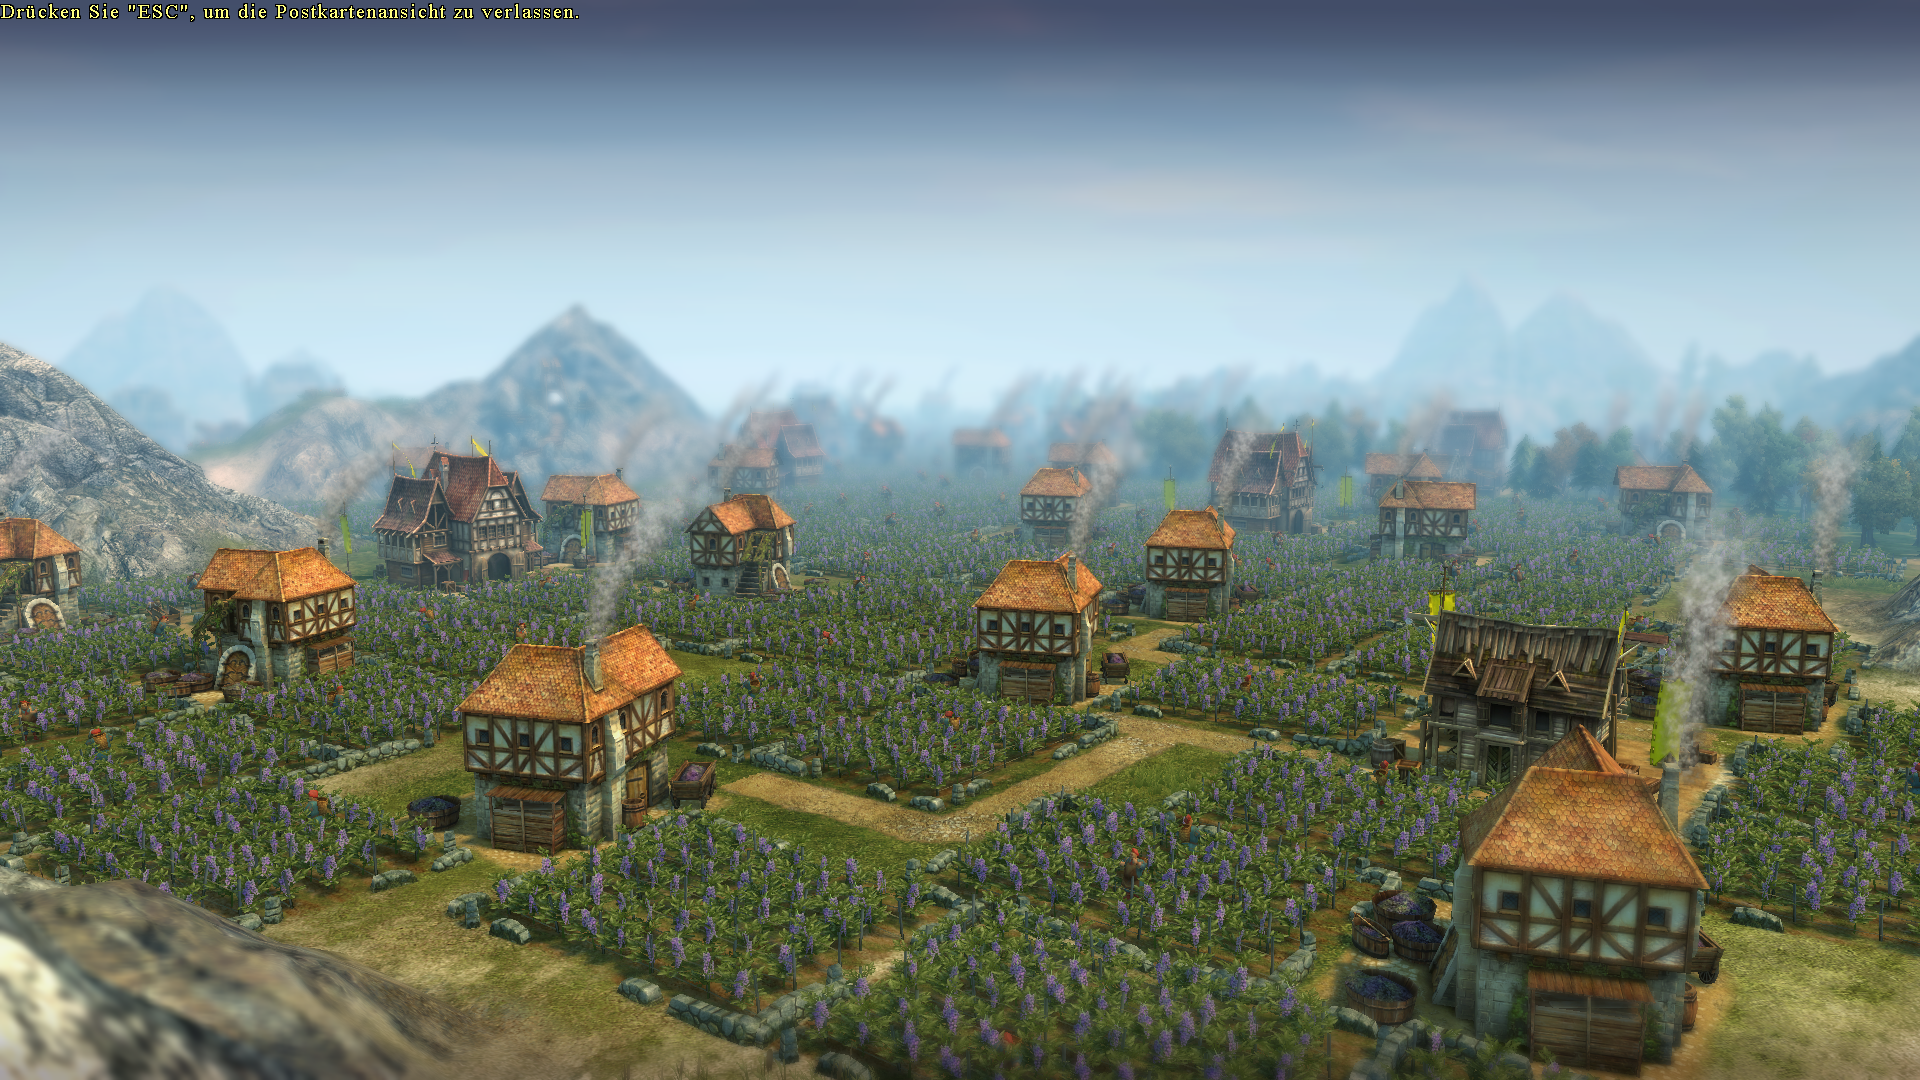 Drücken Sie "ESC", um die Postkartenansicht zu verlassen.